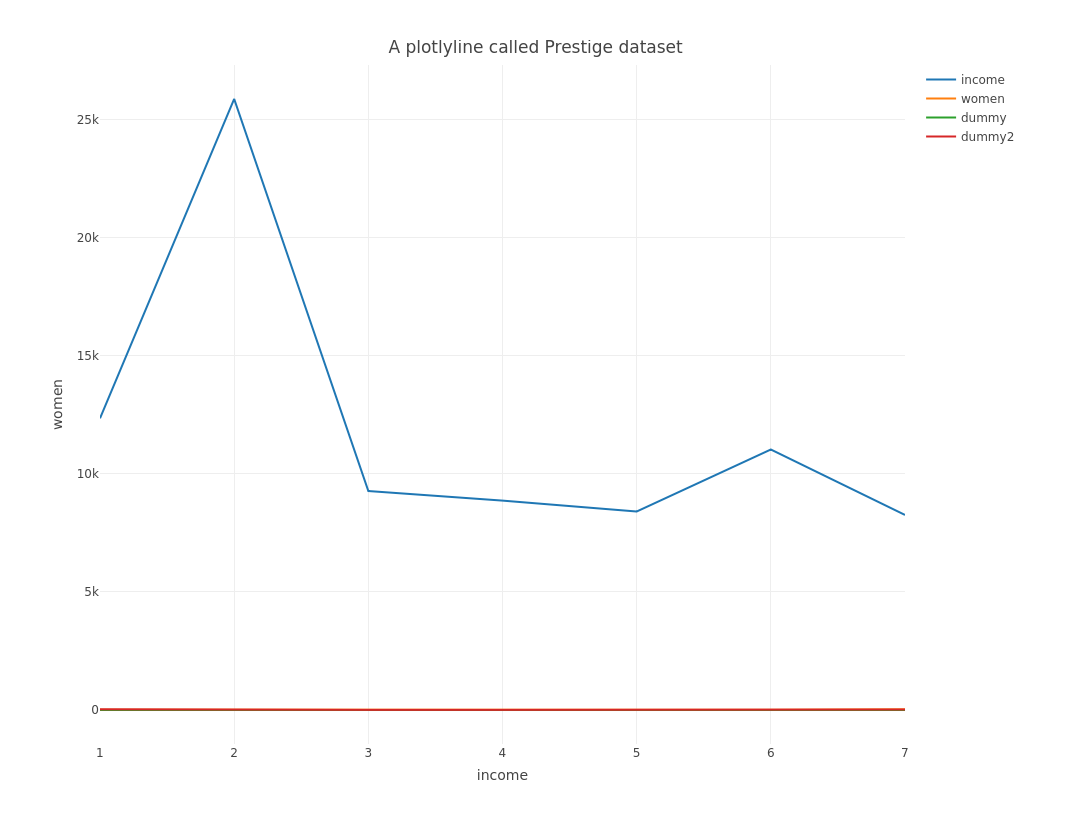 A plotlyline called Prestige dataset
income
women
dummy
dummy2
25k
20k
15k
10k
5k
0
women
1 2 3 4 5 6 7
income